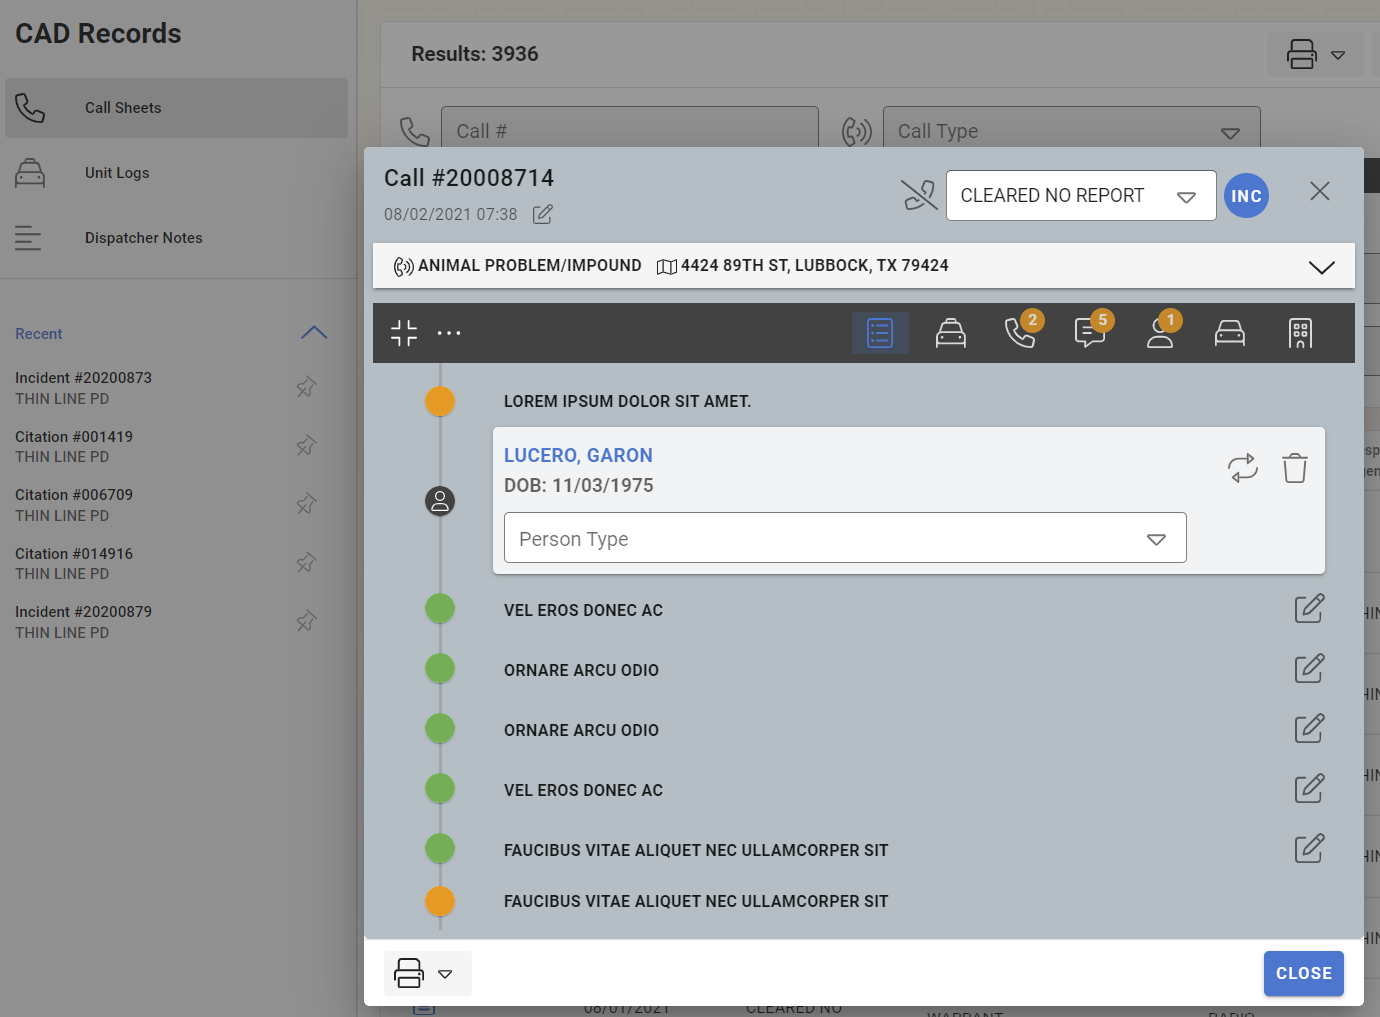 CAD Records
Call Sheets
Unit Logs
Dispatcher Notes
Recent
Incident #20200873
THIN LINE PD
Citation #001419
THIN LINE PD
Citation #006709
THIN LINE PD
Citation #014916
THIN LINE PD
Incident #20200879
THIN LINE PD
Results: 3936
Call #
Call Type
Call #20008714
08/02/2021 07:38
CLEARED NO REPORT
INC
ANIMAL PROBLEM/IMPOUND
4424 89TH ST, LUBBOCK, TX 79424
2
5
1
LOREM IPSUM DOLOR SIT AMET.
LUCERO, GARON
DOB: 11/03/1975
Person Type
VEL EROS DONEC AC
ORNARE ARCU ODIO
ORNARE ARCU ODIO
VEL EROS DONEC AC
FAUCIBUS VITAE ALIQUET NEC ULLAMCORPER SIT
FAUCIBUS VITAE ALIQUET NEC ULLAMCORPER SIT
CLOSE
08/01/2021
CLEARED NO
WARRANT
RADIO